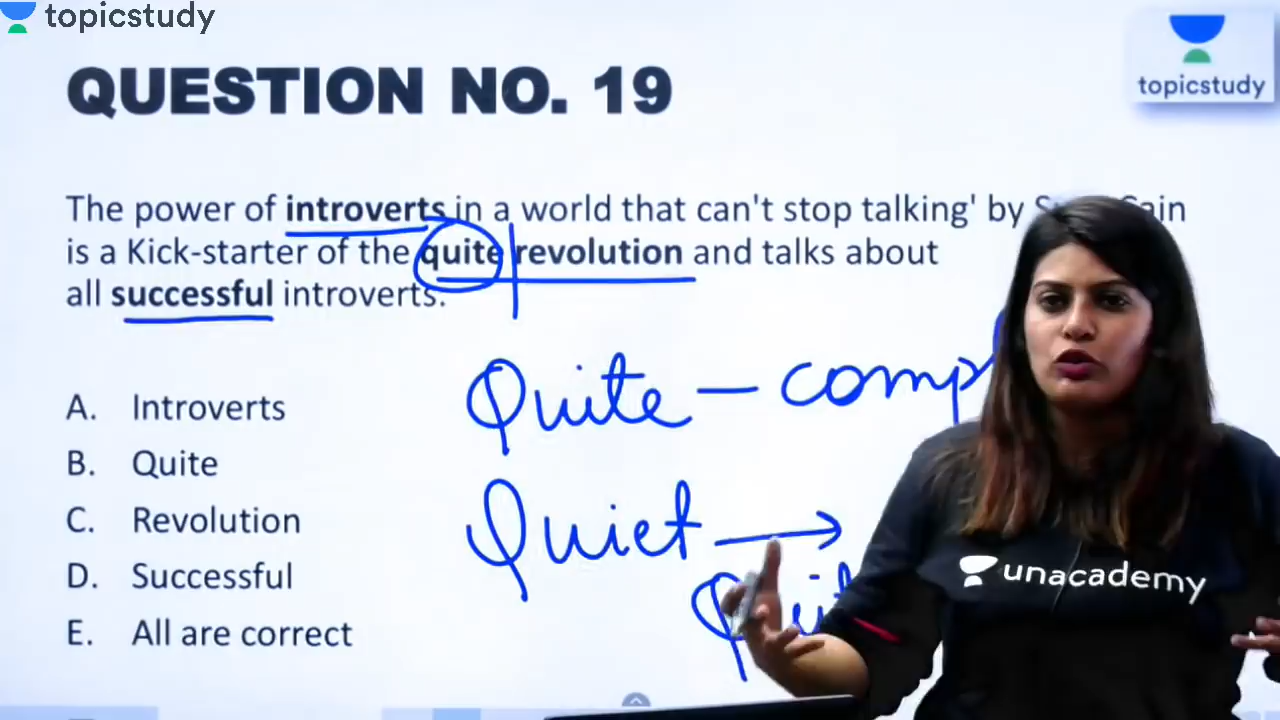 topicstudy
topicstudy
QUESTION NO. 19
The power of introverts in a world that can't stop talking' by Cain
is a Kick-starter of the quite revolution and talks about
all successful introverts.
Quite – comp
A. Introverts
B. Quite
C. Revolution
Quiet →
D. Successful
E. All are correct
unacademy